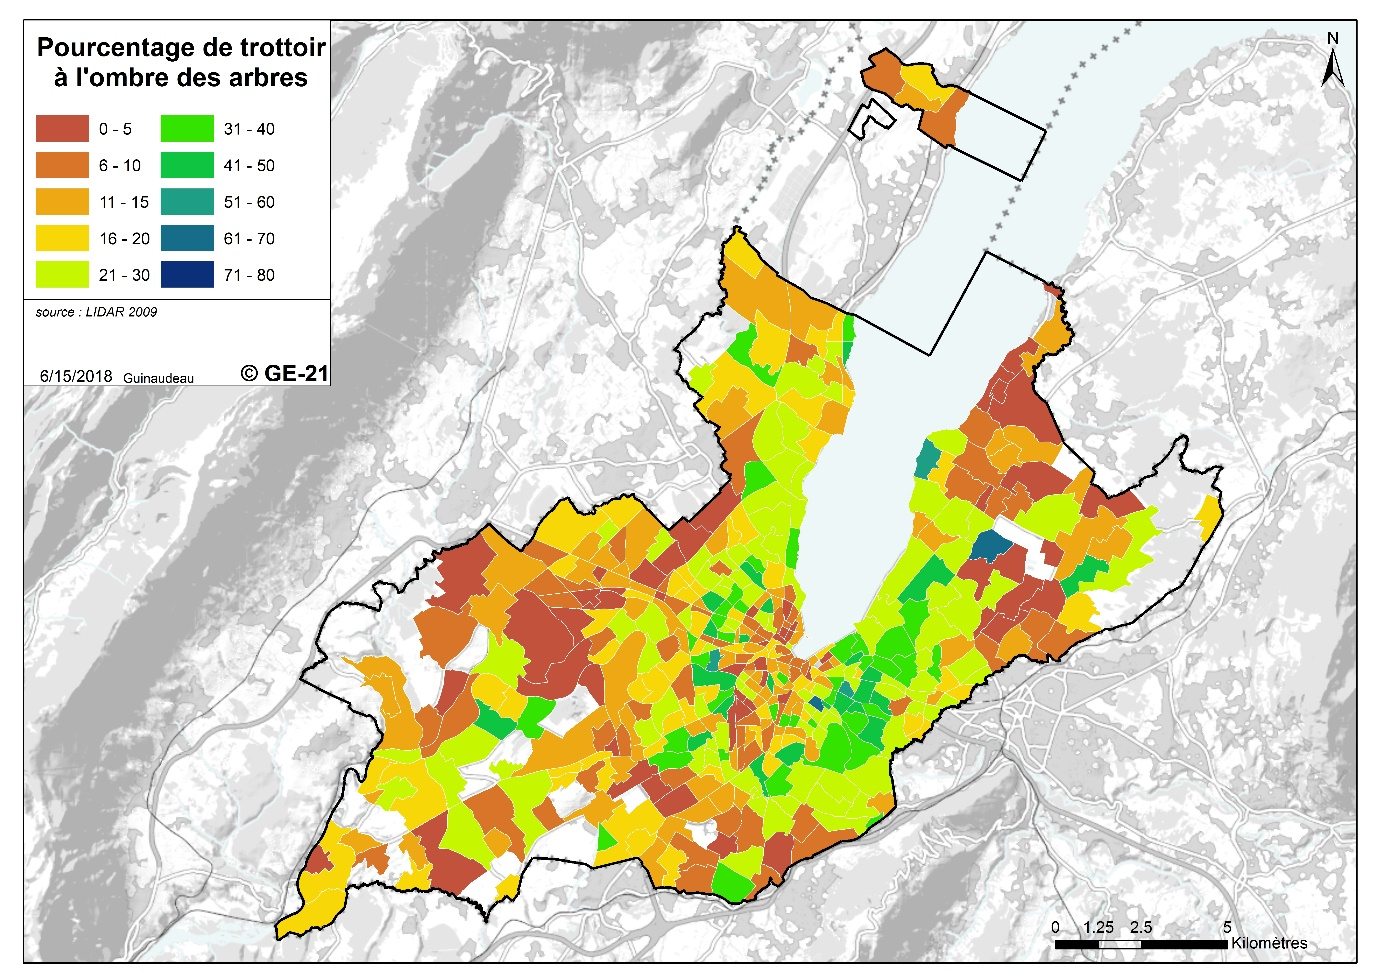 Pourcentage de trottoir
à l'ombre des arbres
0 - 5
31 - 40
6 - 10
41 - 50
11 - 15
51 - 60
16 - 20
61 - 70
21 - 30
71 - 80
source : LIDAR 2009
6/15/2018 Guinaudeau © GE-21
N
0 1.25 2.5 5
Kilomètres